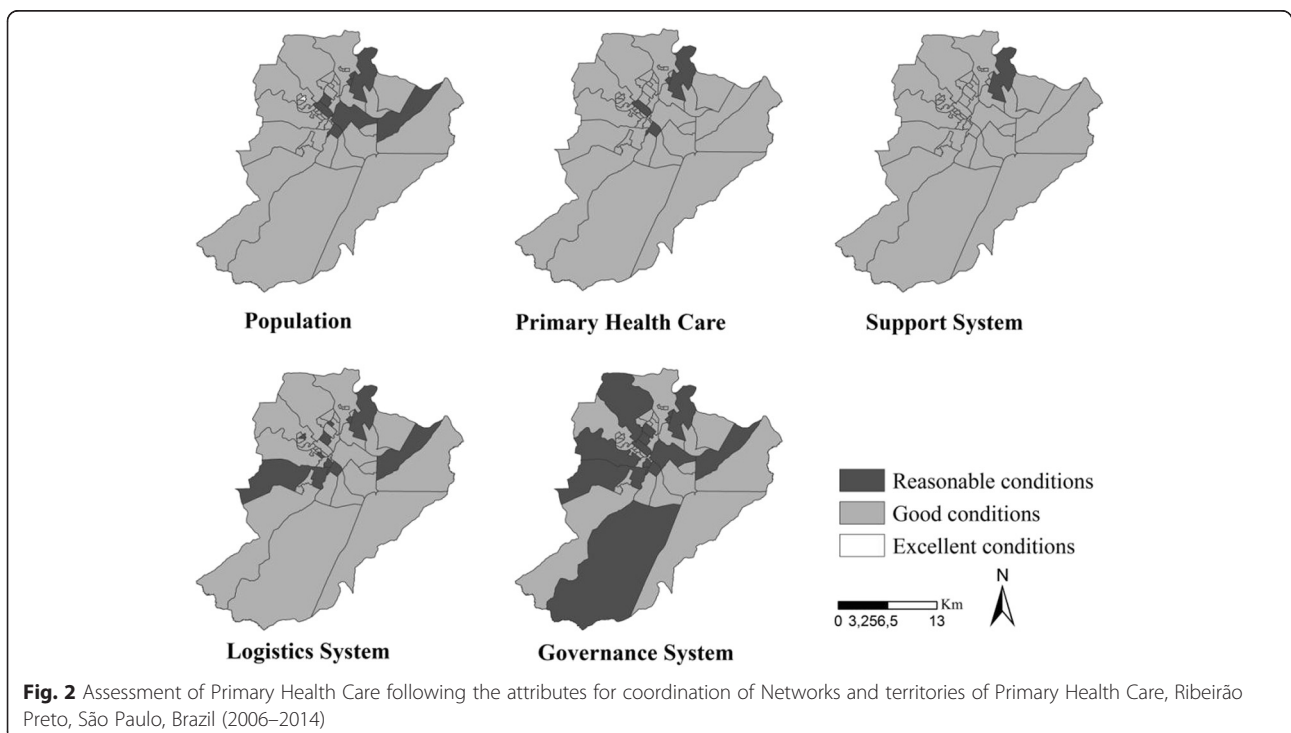 Population
Primary Health Care
Support System
Logistics System
Governance System
Reasonable conditions
Good conditions
Excellent conditions
N
Km
0 3,256,5 13
Fig. 2 Assessment of Primary Health Care following the attributes for coordination of Networks and territories of Primary Health Care, Ribeirão
Preto, São Paulo, Brazil (2006–2014)